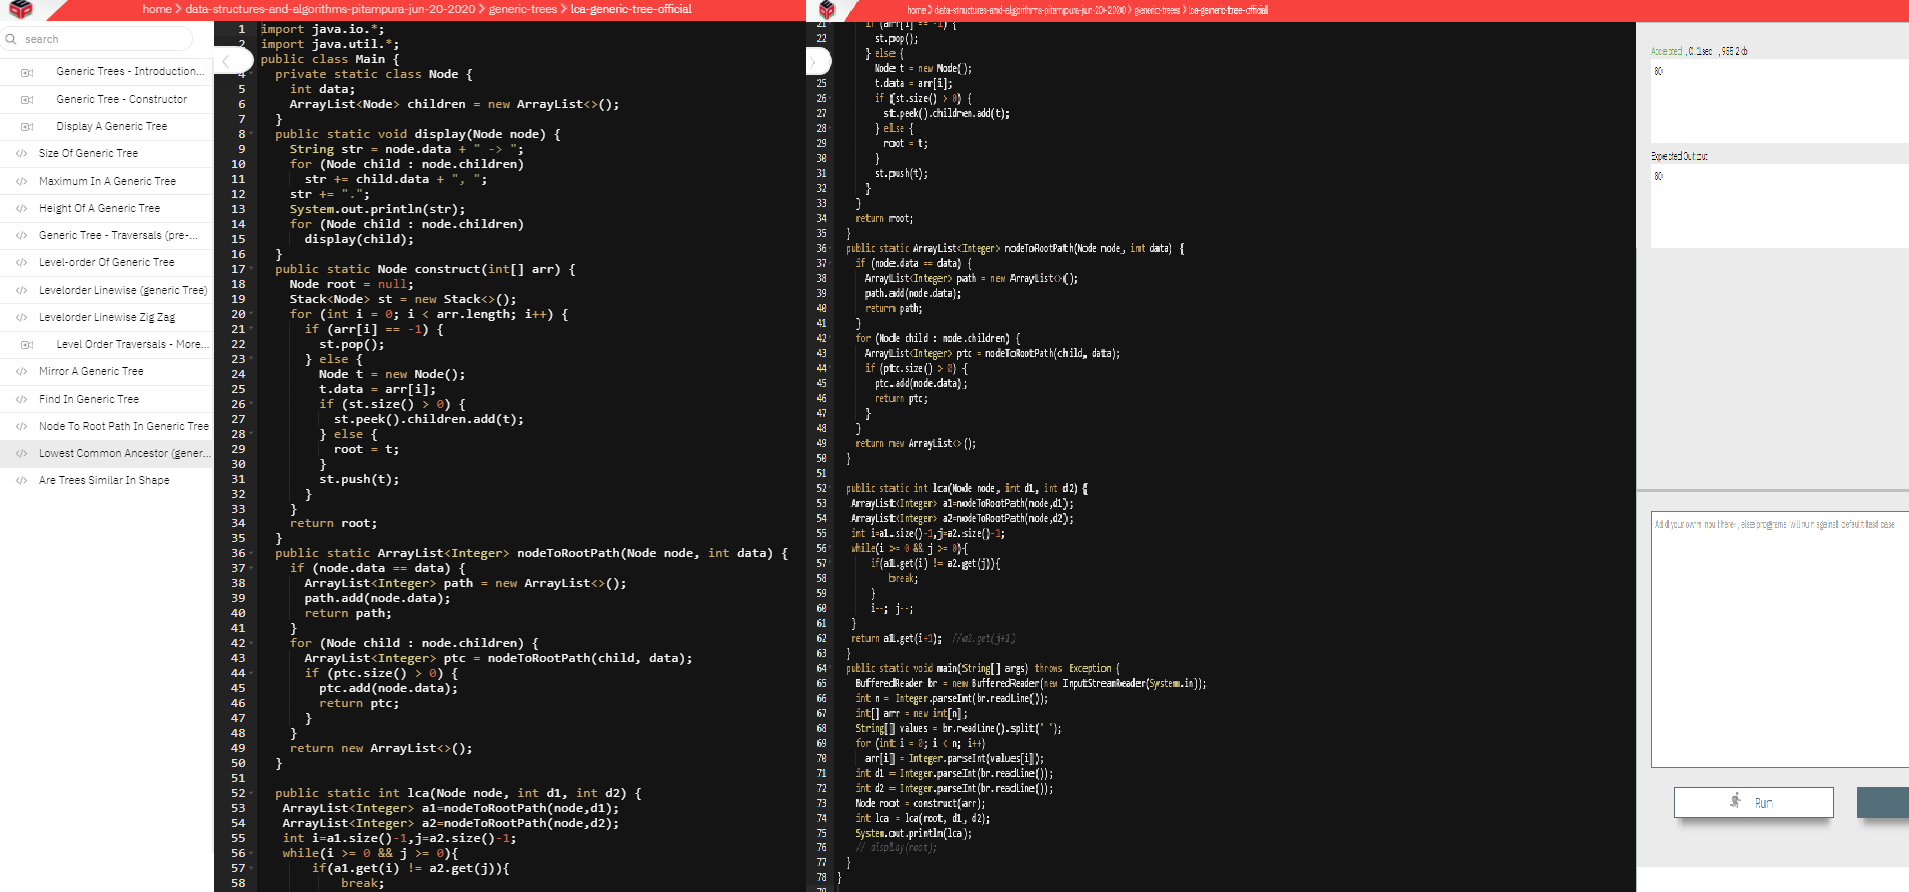 home > data-structures-and-algorithms-pitampura-jun-20-2020 > generic-trees > lca-generic-tree-official
search
Generic Trees - Introduction...
Generic Tree - Constructor
Display A Generic Tree
Size Of Generic Tree
Maximum In A Generic Tree
Height Of A Generic Tree
Generic Tree - Traversals (pre-...
Level-order Of Generic Tree
Levelorder Linewise (generic Tree)
Levelorder Linewise Zig Zag
Level Order Traversals - More...
Mirror A Generic Tree
Find In Generic Tree
Node To Root Path In Generic Tree
Lowest Common Ancestor (gener...
Are Trees Similar In Shape
1 import java.io.*;
2 import java.util.*;
public class Main {
4 private static class Node {
5 int data;
6 ArrayList<Node> children = new ArrayList<>();
7 }
8 public static void display(Node node) {
9 String str = node.data + " -> ";
10 for (Node child : node.children)
11 str += child.data + ", ";
12 str += ".";
13 System.out.println(str);
14 for (Node child : node.children)
15 display(child);
16 }
17 public static Node construct(int[] arr) {
18 Node root = null;
19 Stack<Node> st = new Stack<>();
20 for (int i = 0; i < arr.length; i++) {
21 if (arr[i] == -1) {
22 st.pop();
23 } else {
24 Node t = new Node();
25 t.data = arr[i];
26 if (st.size() > 0) {
27 st.peek().children.add(t);
28 } else {
29 root = t;
30 }
31 st.push(t);
32 }
33 }
34 return root;
35 }
36 public static ArrayList<Integer> nodeToRootPath(Node node, int data) {
37 if (node.data == data) {
38 ArrayList<Integer> path = new ArrayList<>();
39 path.add(node.data);
40 return path;
41 }
42 for (Node child : node.children) {
43 ArrayList<Integer> ptc = nodeToRootPath(child, data);
44 if (ptc.size() > 0) {
45 ptc.add(node.data);
46 return ptc;
47 }
48 }
49 return new ArrayList<>();
50 }
51
52 public static int lca(Node node, int d1, int d2) {
53 ArrayList<Integer> a1=nodeToRootPath(node,d1);
54 ArrayList<Integer> a2=nodeToRootPath(node,d2);
55 int i=a1.size()-1,j=a2.size()-1;
56 while(i >= 0 && j >= 0){
57 if(a1.get(i) != a2.get(j)){
58 break;
home > data-structures-and-algorithms-pitampura-jun-20-2020 > generic-trees > lca-generic-tree-official
21 if (arr[i] == -1) {
22 st.pop();
} else {
Node t = new Node();
25 t.data = arr[i];
26 if (st.size() > 0) {
27 st.peek().children.add(t);
28 } else {
29 root = t;
30 }
31 st.push(t);
32 }
33 }
34 return root;
35 }
36 public static ArrayList<Integer> nodeToRootPath(Node node, int data) {
37 if (node.data == data) {
38 ArrayList<Integer> path = new ArrayList<>();
39 path.add(node.data);
40 return path;
41 }
42 for (Node child : node.children) {
43 ArrayList<Integer> ptc = nodeToRootPath(child, data);
44 if (ptc.size() > 0) {
45 ptc.add(node.data);
46 return ptc;
47 }
48 }
49 return new ArrayList<>();
50 }
51
52 public static int lca(Node node, int d1, int d2) {
53 ArrayList<Integer> a1=nodeToRootPath(node,d1);
54 ArrayList<Integer> a2=nodeToRootPath(node,d2);
55 int i=a1.size()-1,j=a2.size()-1;
56 while(i >= 0 && j >= 0){
57 if(a1.get(i) != a2.get(j)){
58 break;
59 }
60 i--; j--;
61 }
62 return a1.get(i+1); //a2.get(j+1)
63 }
64 public static void main(String[] args) throws Exception {
65 BufferedReader br = new BufferedReader(new InputStreamReader(System.in));
66 int n = Integer.parseInt(br.readLine());
67 int[] arr = new int[n];
68 String[] values = br.readLine().split(" ");
69 for (int i = 0; i < n; i++)
70 arr[i] = Integer.parseInt(values[i]);
71 int d1 = Integer.parseInt(br.readLine());
72 int d2 = Integer.parseInt(br.readLine());
73 Node root = construct(arr);
74 int lca = lca(root, d1, d2);
75 System.out.println(lca);
76 // display(root);
77 }
78 }
79
Accepted , 0.1sec
80
Expected Output
80
Add your own input here , else programs will run against default test case
Run